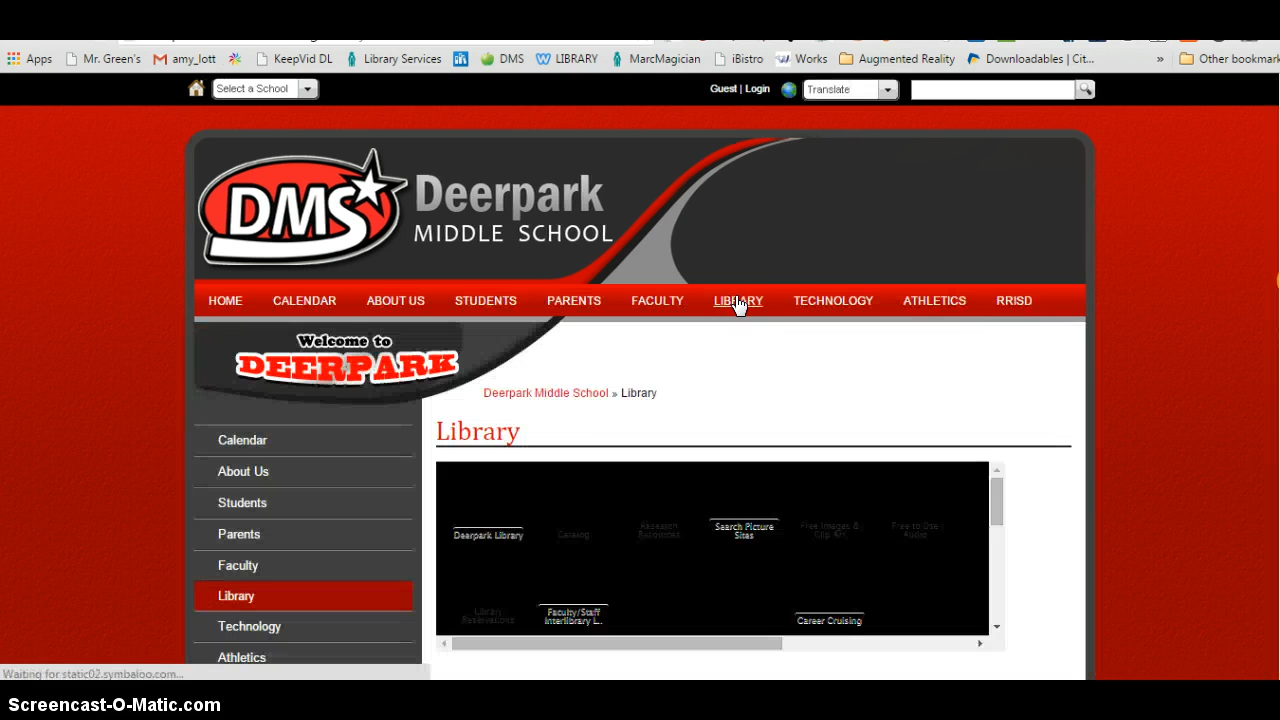 Apps Mr. Green's amy_lott KeepVid DL Library Services DMS LIBRARY MarcMagician iBistro Works Augmented Reality Downloadables | Cit... » Other bookmark
Select a School Guest | Login Translate
DMS Deerpark
MIDDLE SCHOOL
HOME CALENDAR ABOUT US STUDENTS PARENTS FACULTY LIBRARY TECHNOLOGY ATHLETICS RRISD
Welcome to
DEERPARK
Deerpark Middle School » Library
Library
Calendar
About Us
Students
Parents
Faculty
Library
Technology
Athletics
Deerpark Library
Catalog
Research
Resources
Search Picture
Sites
Free Images &
Clip Art,
Free to Use
Audio
Library
Reservations
Faculty/Staff
Interlibrary L..
Career Cruising
Waiting for static02.symbaloo.com...
Screencast-O-Matic.com